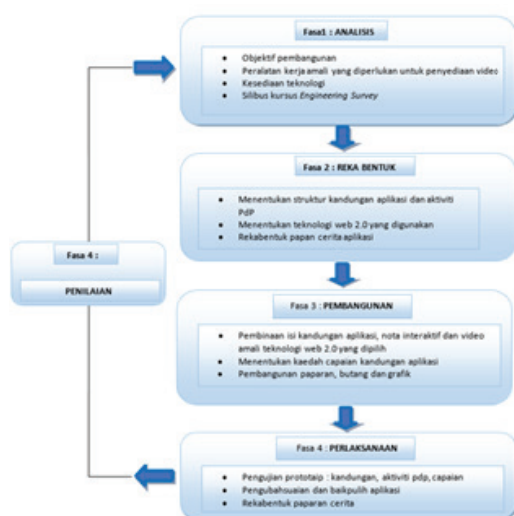 Fasa1 : ANALISIS
• Objektif pembangunan
• Peralatan kerja amali yang diperlukan untuk penyediaan video
• Kesediaan teknologi
• Silibus kursus Engineering Survey
Fasa 2 : REKA BENTUK
• Menentukan struktur kandungan aplikasi dan aktiviti
PdP
• Menentukan teknologi web 2.0 yang digunakan
• Rekabentuk papan cerita aplikasi
Fasa 3 : PEMBANGUNAN
• Pembinaan isi kandungan aplikasi, nota interaktif dan video
amali teknologi web 2.0 yang dipilih
• Menentukan kaedah capaian kandungan aplikasi
• Pembangunan paparan, butang dan grafik
Fasa 4 : PERLAKSANAAN
• Pengujian prototaip : kandungan, aktiviti pdp, capaian
• Pengubahsuaian dan baikpulih aplikasi
• Rekabentuk paparan cerita
Fasa 4 :
PENILAIAN